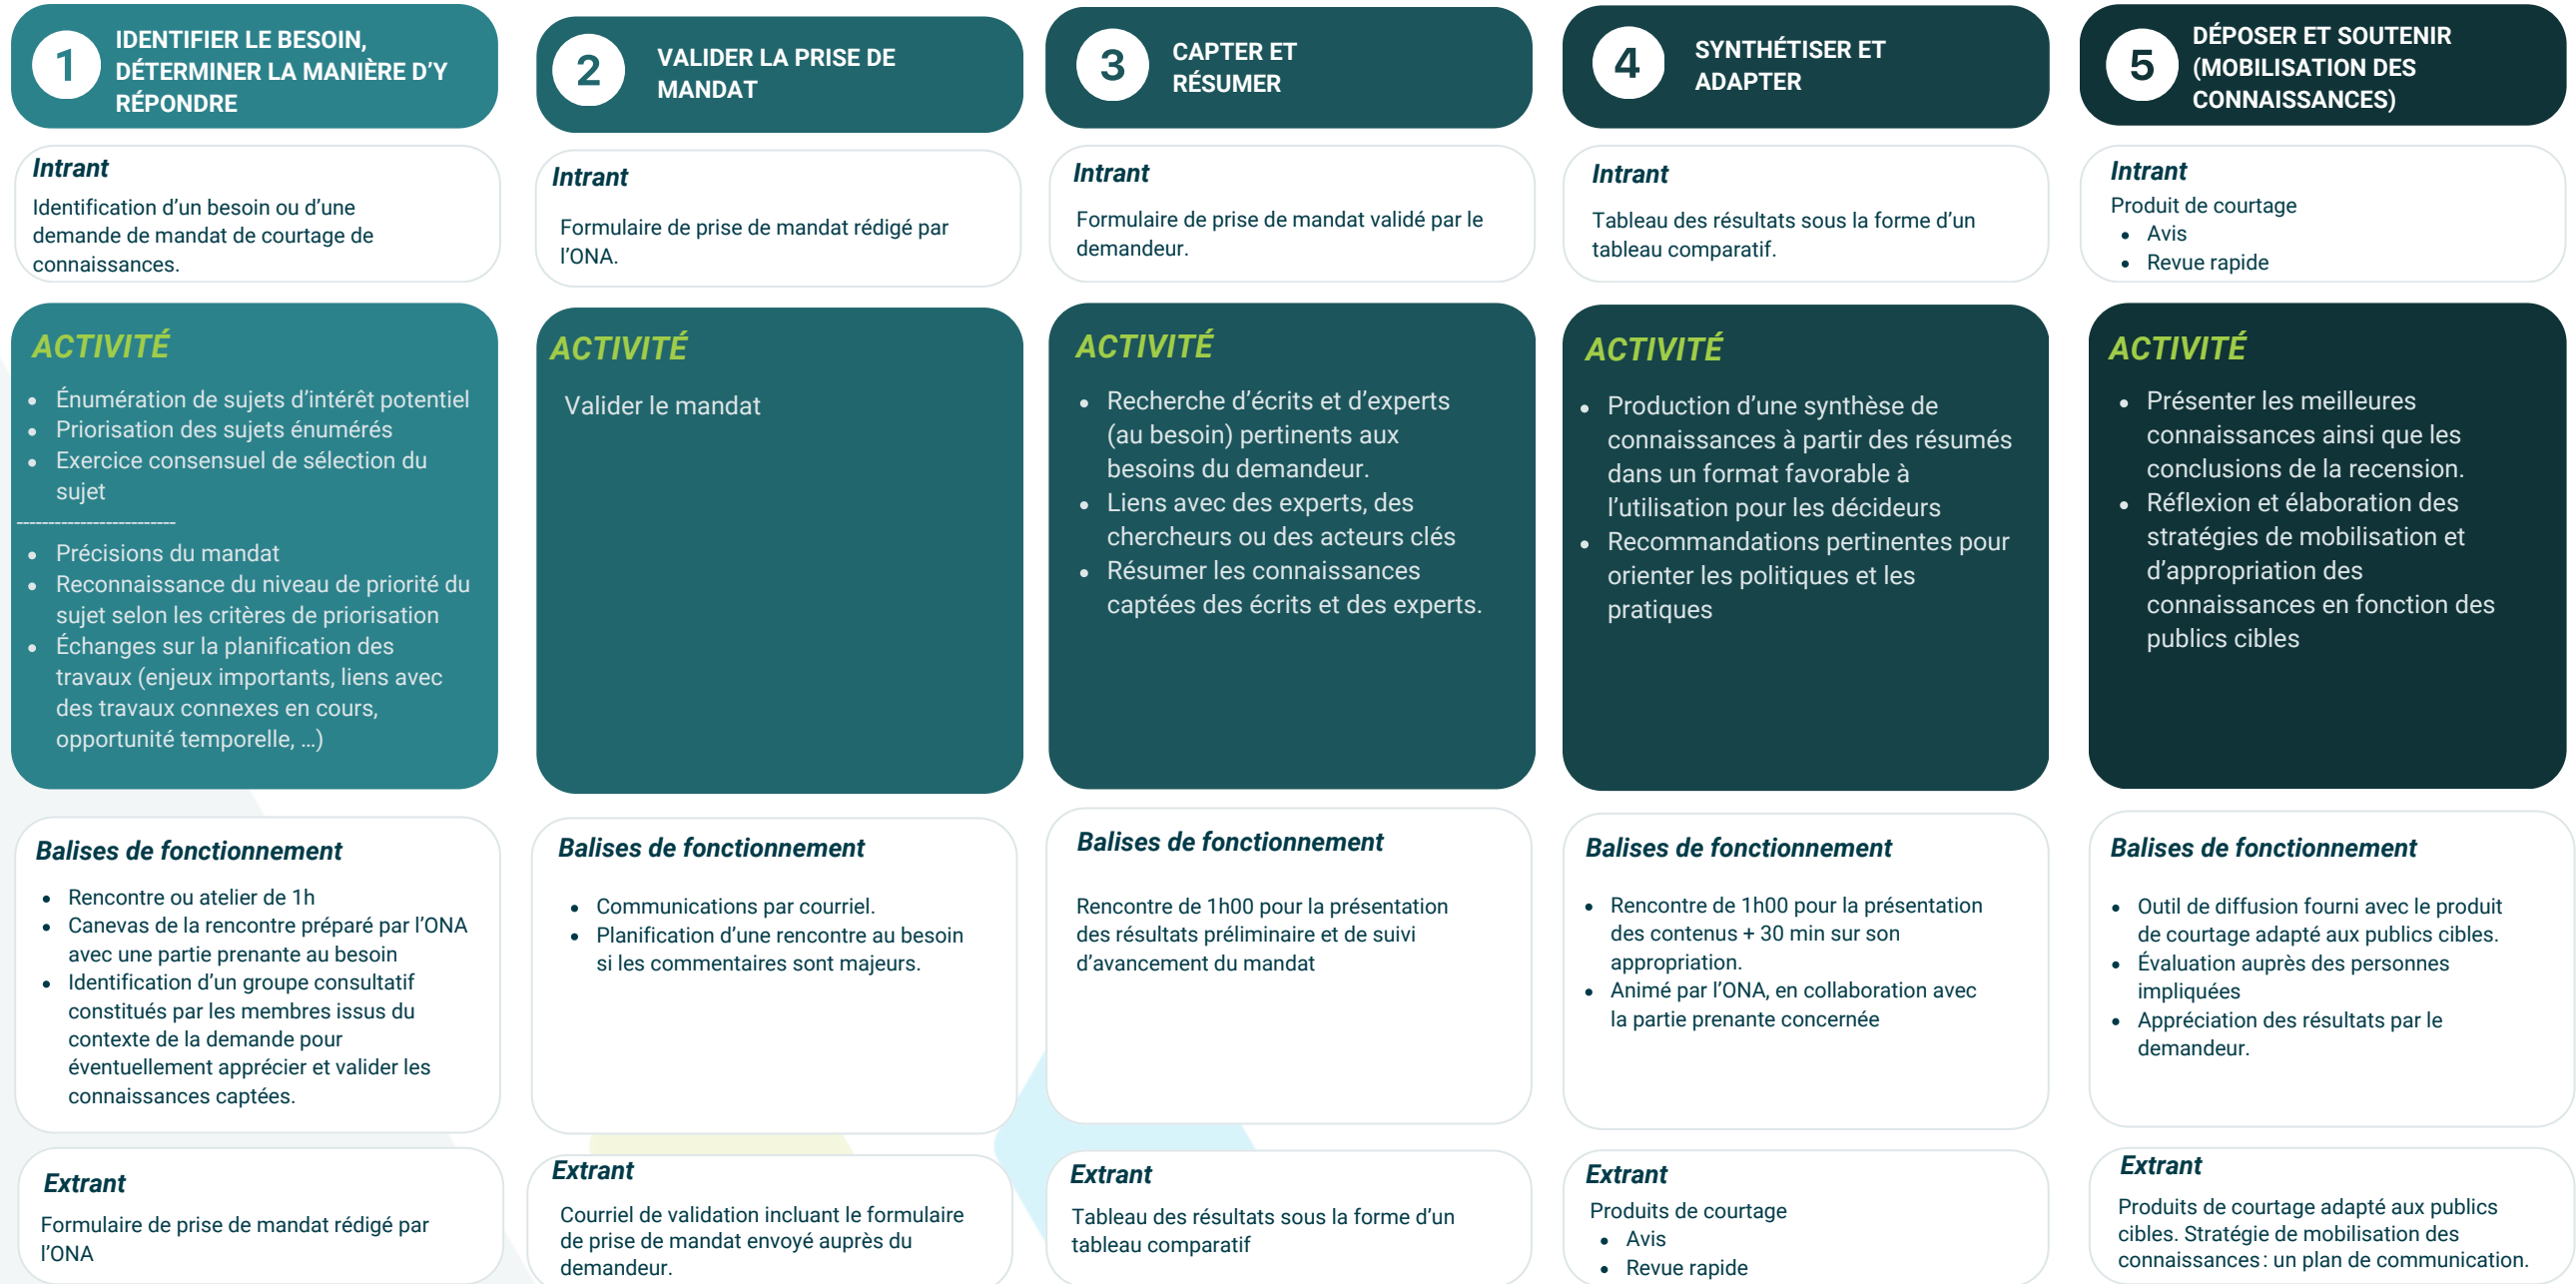 1
IDENTIFIER LE BESOIN,
DÉTERMINER LA MANIÈRE D’Y
RÉPONDRE
Intrant
Identification d’un besoin ou d’une
demande de mandat de courtage de
connaissances.
ACTIVITÉ
• Énumération de sujets d’intérêt potentiel
• Priorisation des sujets énumérés
• Exercice consensuel de sélection du
sujet
-------------------------
• Précisions du mandat
• Reconnaissance du niveau de priorité du
sujet selon les critères de priorisation
• Échanges sur la planification des
travaux (enjeux importants, liens avec
des travaux connexes en cours,
opportunité temporelle, …)
Balises de fonctionnement
• Rencontre ou atelier de 1h
• Canevas de la rencontre préparé par l’ONA
avec une partie prenante au besoin
• Identification d’un groupe consultatif
constitués par les membres issus du
contexte de la demande pour
éventuellement apprécier et valider les
connaissances captées.
Extrant
Formulaire de prise de mandat rédigé par
l’ONA
2
VALIDER LA PRISE DE
MANDAT
Intrant
Formulaire de prise de mandat rédigé par
l’ONA.
ACTIVITÉ
Valider le mandat
Balises de fonctionnement
• Communications par courriel.
• Planification d’une rencontre au besoin
si les commentaires sont majeurs.
Extrant
Courriel de validation incluant le formulaire
de prise de mandat envoyé auprès du
demandeur.
3
CAPTER ET
RÉSUMER
Intrant
Formulaire de prise de mandat validé par le
demandeur.
ACTIVITÉ
• Recherche d’écrits et d’experts
(au besoin) pertinents aux
besoins du demandeur.
• Liens avec des experts, des
chercheurs ou des acteurs clés
• Résumer les connaissances
captées des écrits et des experts.
Balises de fonctionnement
Rencontre de 1h00 pour la présentation
des résultats préliminaire et de suivi
d’avancement du mandat
Extrant
Tableau des résultats sous la forme d’un
tableau comparatif
4
SYNTHÉTISER ET
ADAPTER
Intrant
Tableau des résultats sous la forme d’un
tableau comparatif.
ACTIVITÉ
• Production d’une synthèse de
connaissances à partir des résumés
dans un format favorable à
l’utilisation pour les décideurs
• Recommandations pertinentes pour
orienter les politiques et les
pratiques
Balises de fonctionnement
• Rencontre de 1h00 pour la présentation
des contenus + 30 min sur son
appropriation.
• Animé par l’ONA, en collaboration avec
la partie prenante concernée
Extrant
Produits de courtage
• Avis
• Revue rapide
5
DÉPOSER ET SOUTENIR
(MOBILISATION DES
CONNAISSANCES)
Intrant
Produit de courtage
• Avis
• Revue rapide
ACTIVITÉ
• Présenter les meilleures
connaissances ainsi que les
conclusions de la recension.
• Réflexion et élaboration des
stratégies de mobilisation et
d’appropriation des
connaissances en fonction des
publics cibles
Balises de fonctionnement
• Outil de diffusion fourni avec le produit
de courtage adapté aux publics cibles.
• Évaluation auprès des personnes
impliquées
• Appréciation des résultats par le
demandeur.
Extrant
Produits de courtage adapté aux publics
cibles. Stratégie de mobilisation des
connaissances : un plan de communication.